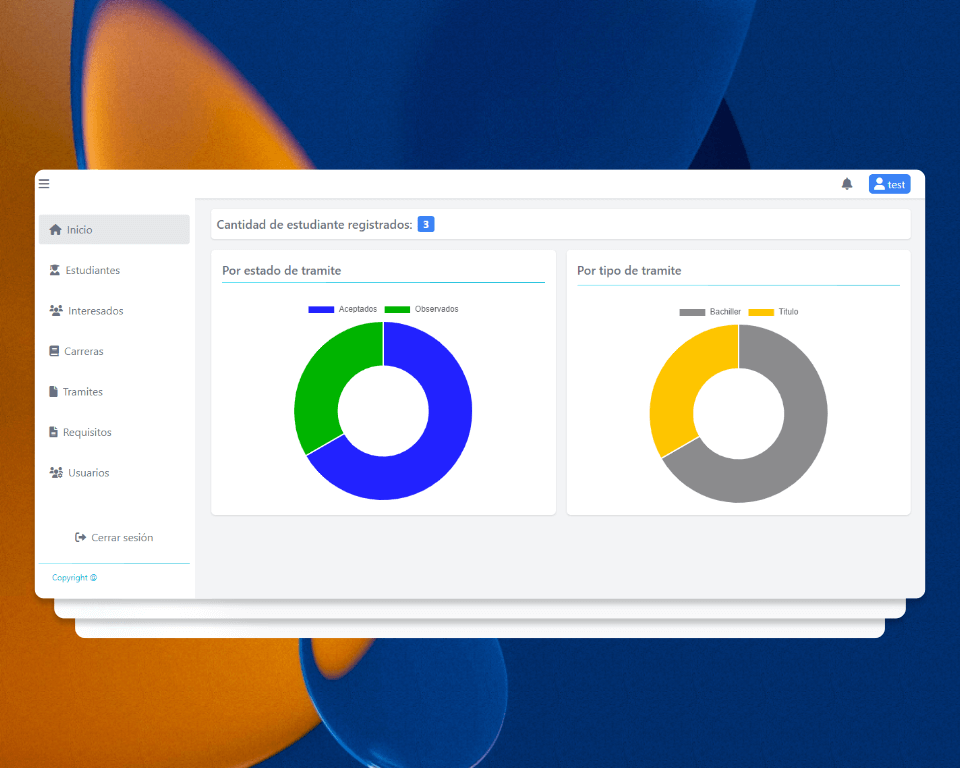 test
Inicio
Estudiantes
Interesados
Carreras
Tramites
Requisitos
Usuarios
Cerrar sesión
Copyright @
Cantidad de estudiante registrados: 3
Por estado de tramite
Aceptados Observados
Por tipo de tramite
Bachiller Título